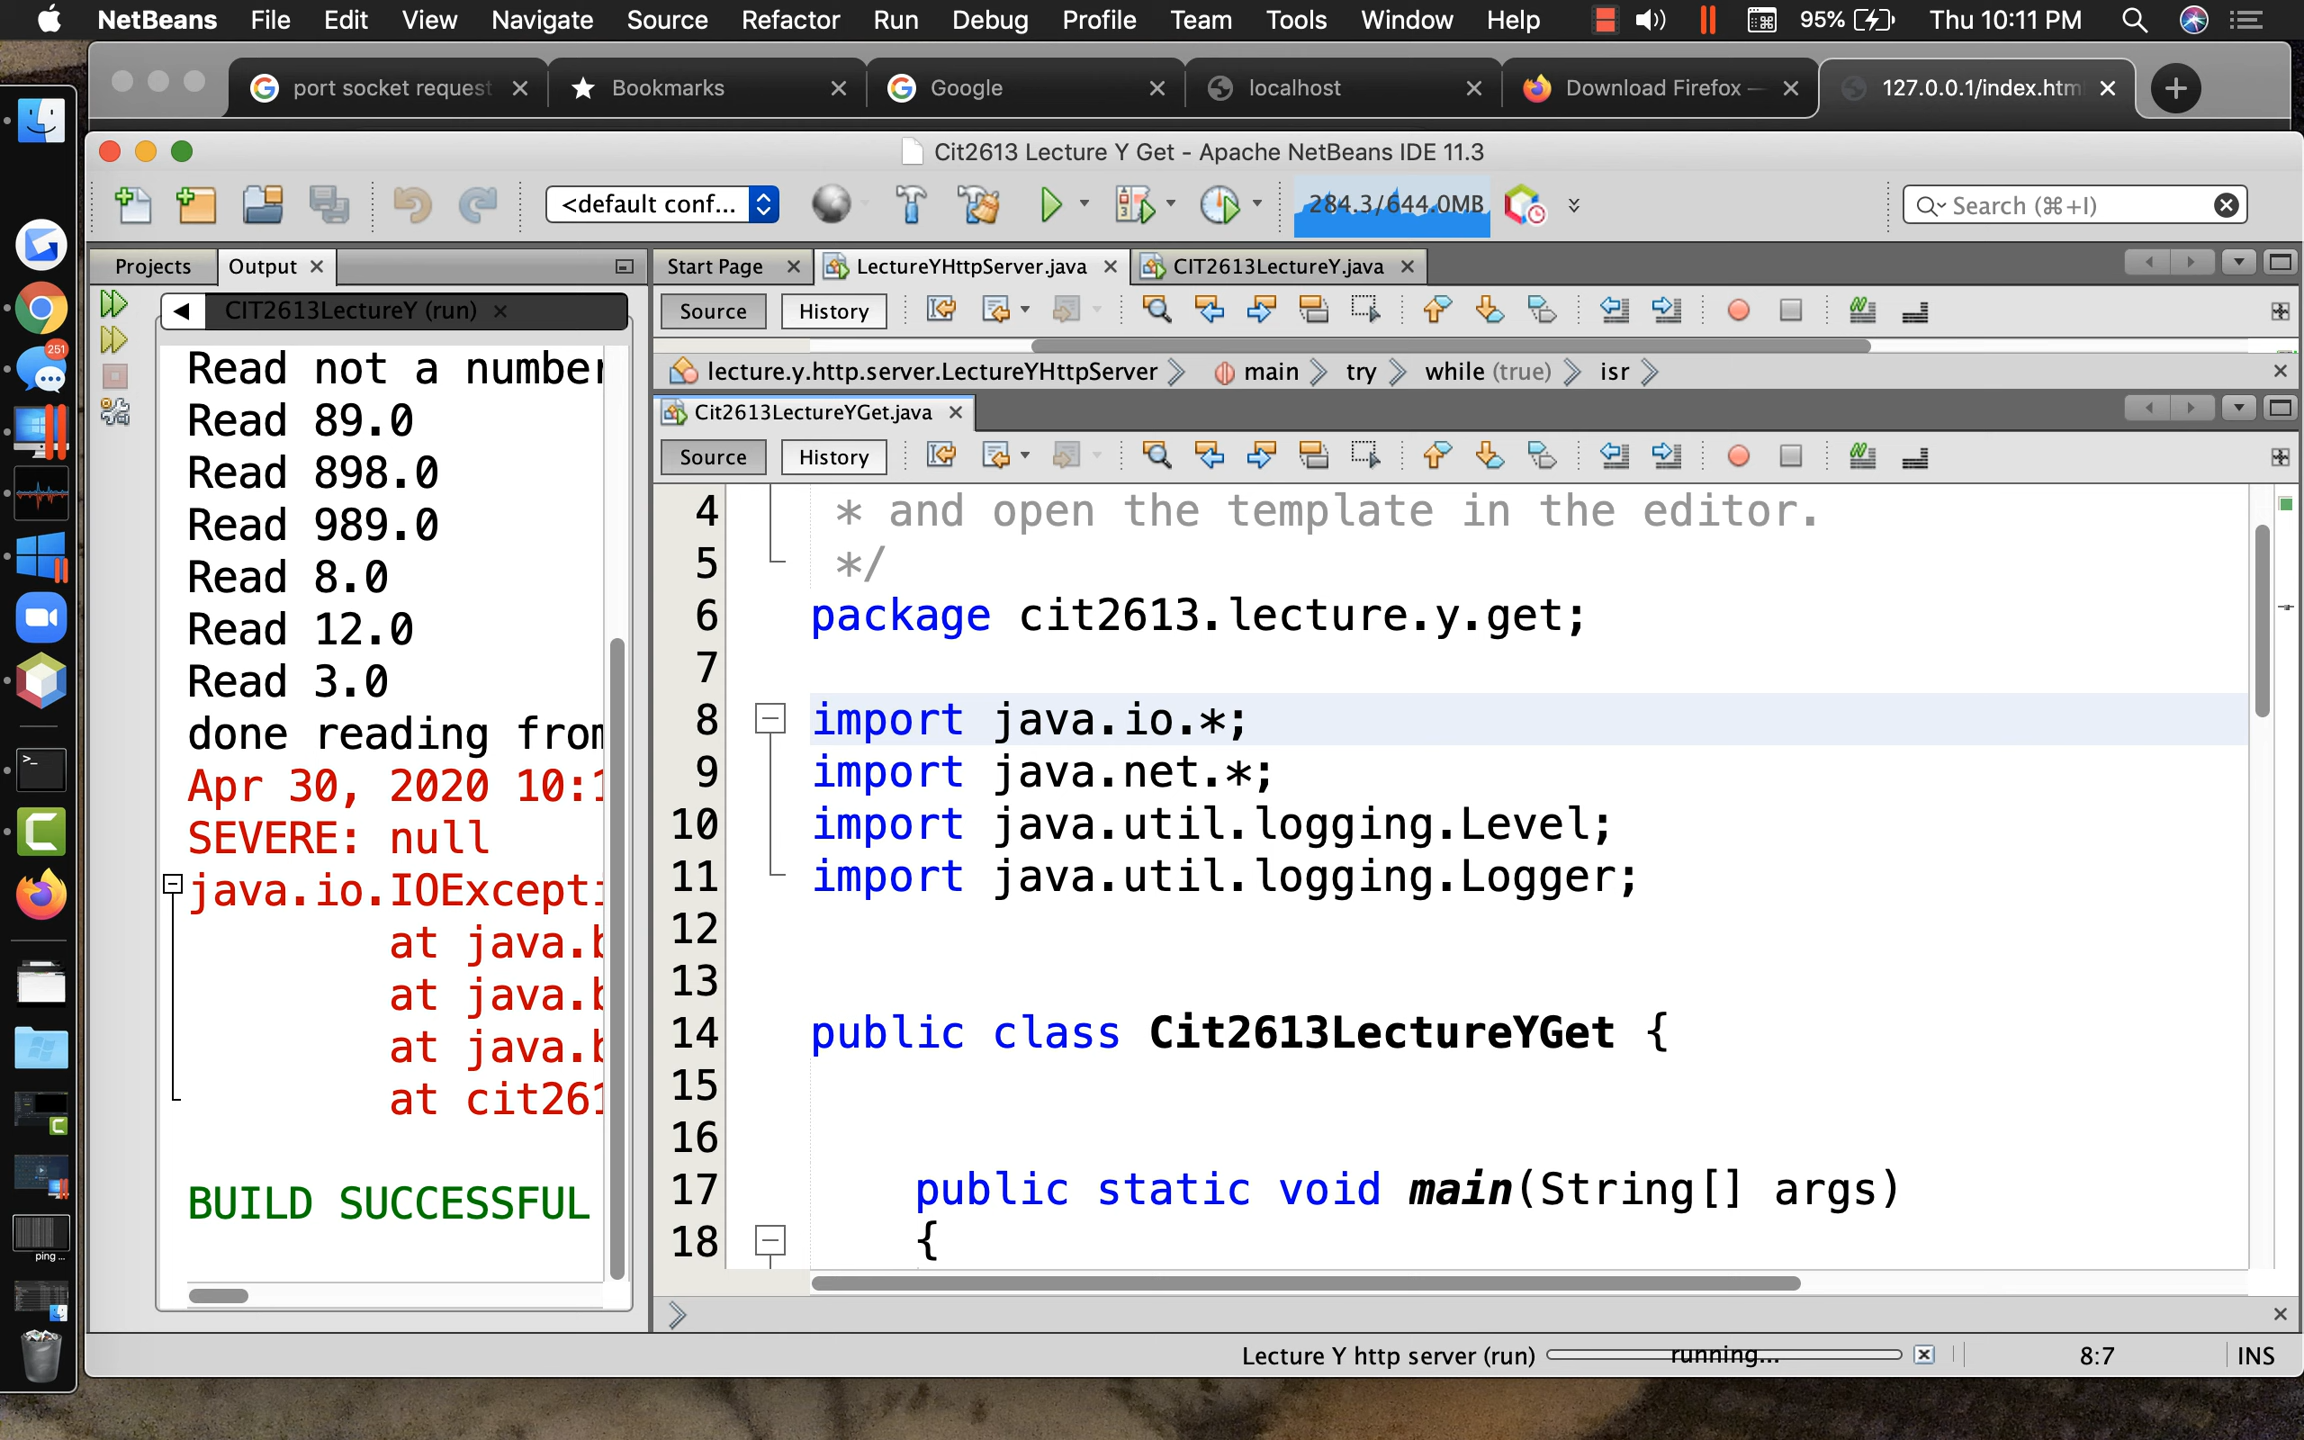 NetBeans File Edit View Navigate Source Refactor Run Debug Profile Team Tools Window Help 95% Thu 10:11 PM
port socket request Bookmarks Google localhost Download Firefox — 127.0.0.1/index.htm
Cit2613 Lecture Y Get - Apache NetBeans IDE 11.3
<default conf... 284.3/644.0MB Search (⌘+I)
Projects Output
CIT2613LectureY (run)
Read not a number
Read 89.0
Read 898.0
Read 989.0
Read 8.0
Read 12.0
Read 3.0
done reading from
Apr 30, 2020 10:1
SEVERE: null
java.io.IOExcepti
at java.b
at java.b
at java.b
at cit261
BUILD SUCCESSFUL
Start Page LectureYHttpServer.java CIT2613LectureY.java
Source History
lecture.y.http.server.LectureYHttpServer main try while (true) isr
Cit2613LectureYGet.java
Source History
4 * and open the template in the editor.
5 */
6 package cit2613.lecture.y.get;
7
8 import java.io.*;
9 import java.net.*;
10 import java.util.logging.Level;
11 import java.util.logging.Logger;
12
13
14 public class Cit2613LectureYGet {
15
16
17 public static void main(String[] args)
18 {
Lecture Y http server (run) running... 8:7 INS
251
ping ...